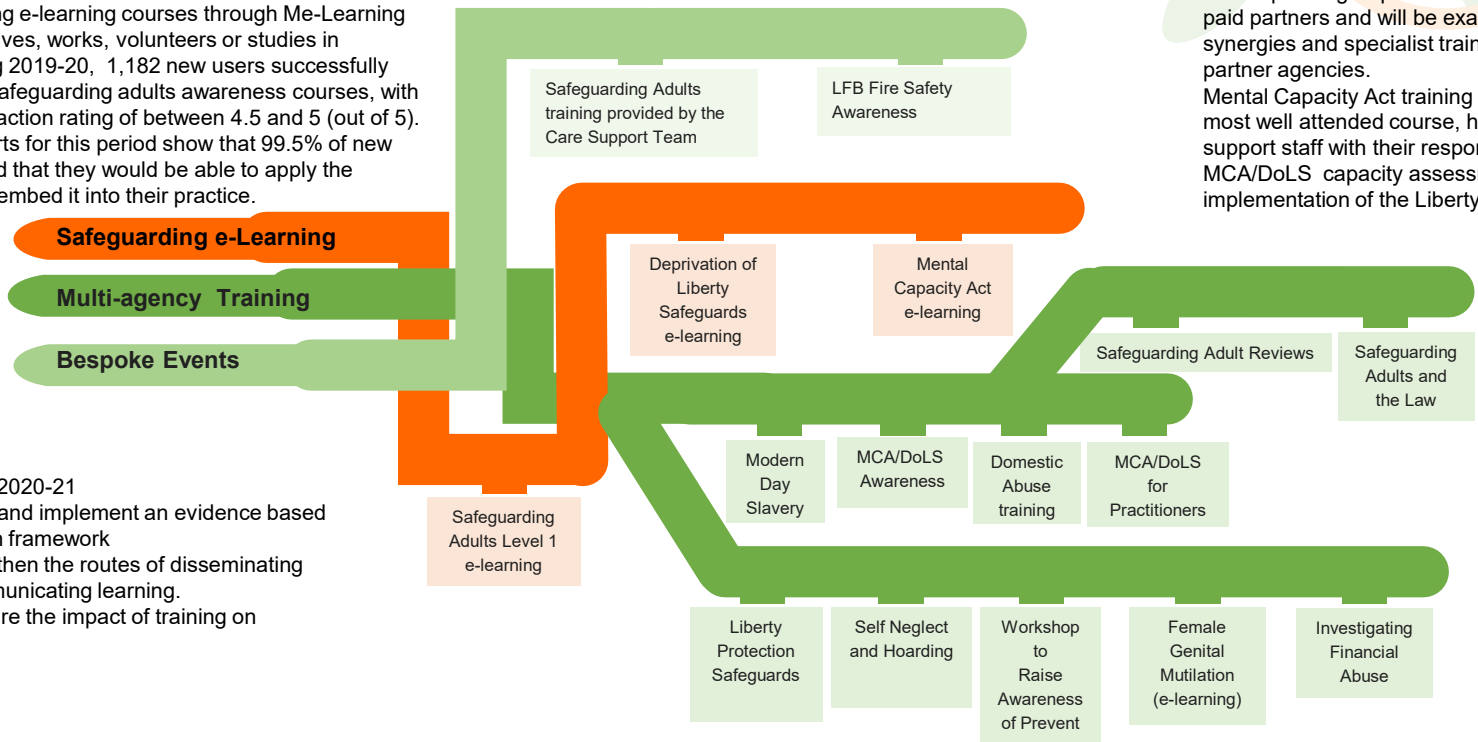 ng e-learning courses through Me-Learning
ves, works, volunteers or studies in
g 2019-20, 1,182 new users successfully
afeguarding adults awareness courses, with
action rating of between 4.5 and 5 (out of 5).
rts for this period show that 99.5% of new
d that they would be able to apply the
embed it into their practice.
paid partners and will be exa
synergies and specialist train
partner agencies.
Mental Capacity Act training
most well attended course, h
support staff with their respon
MCA/DoLS capacity assess
implementation of the Liberty
Safeguarding Adults
training provided by the
Care Support Team
LFB Fire Safety
Awareness
Safeguarding e-Learning
Multi-agency Training
Bespoke Events
Deprivation of
Liberty
Safeguards
e-learning
Mental
Capacity Act
e-learning
Safeguarding Adult Reviews
Safeguarding
Adults and
the Law
Modern
Day
Slavery
MCA/DoLS
Awareness
Domestic
Abuse
training
MCA/DoLS
for
Practitioners
2020-21
and implement an evidence based
n framework
then the routes of disseminating
municating learning.
re the impact of training on
Safeguarding
Adults Level 1
e-learning
Liberty
Protection
Safeguards
Self Neglect
and Hoarding
Workshop
to
Raise
Awareness
of Prevent
Female
Genital
Mutilation
(e-learning)
Investigating
Financial
Abuse